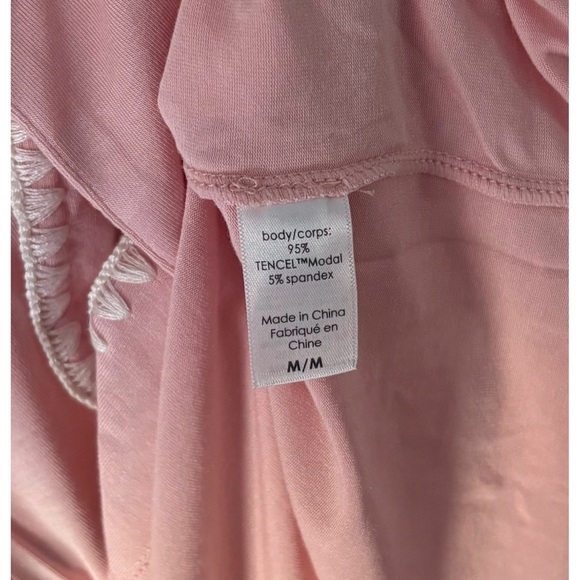 body/corps:
95%
TENCEL™Modal
5% spandex
Made in China
Fabriqué en
Chine
M/M